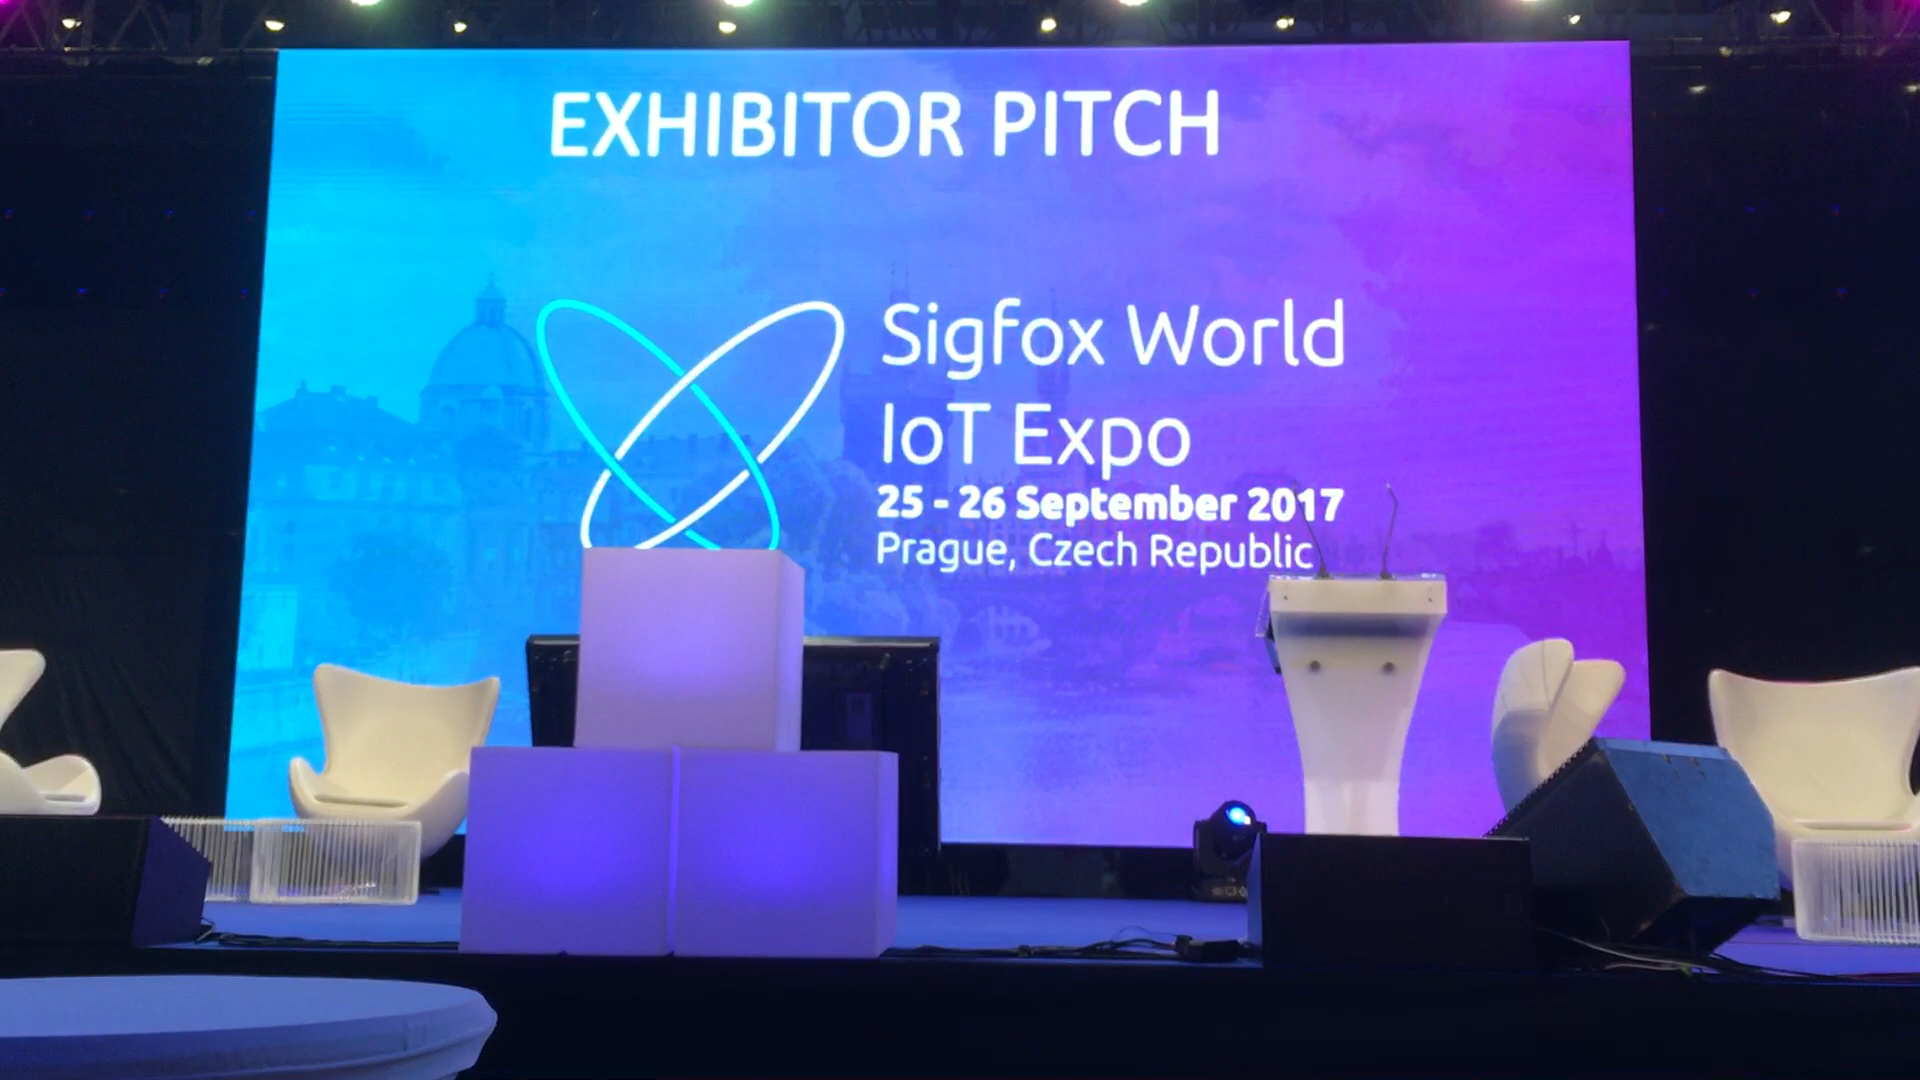 EXHIBITOR PITCH
Sigfox World
IoT Expo
25 - 26 September 2017
Prague, Czech Republic